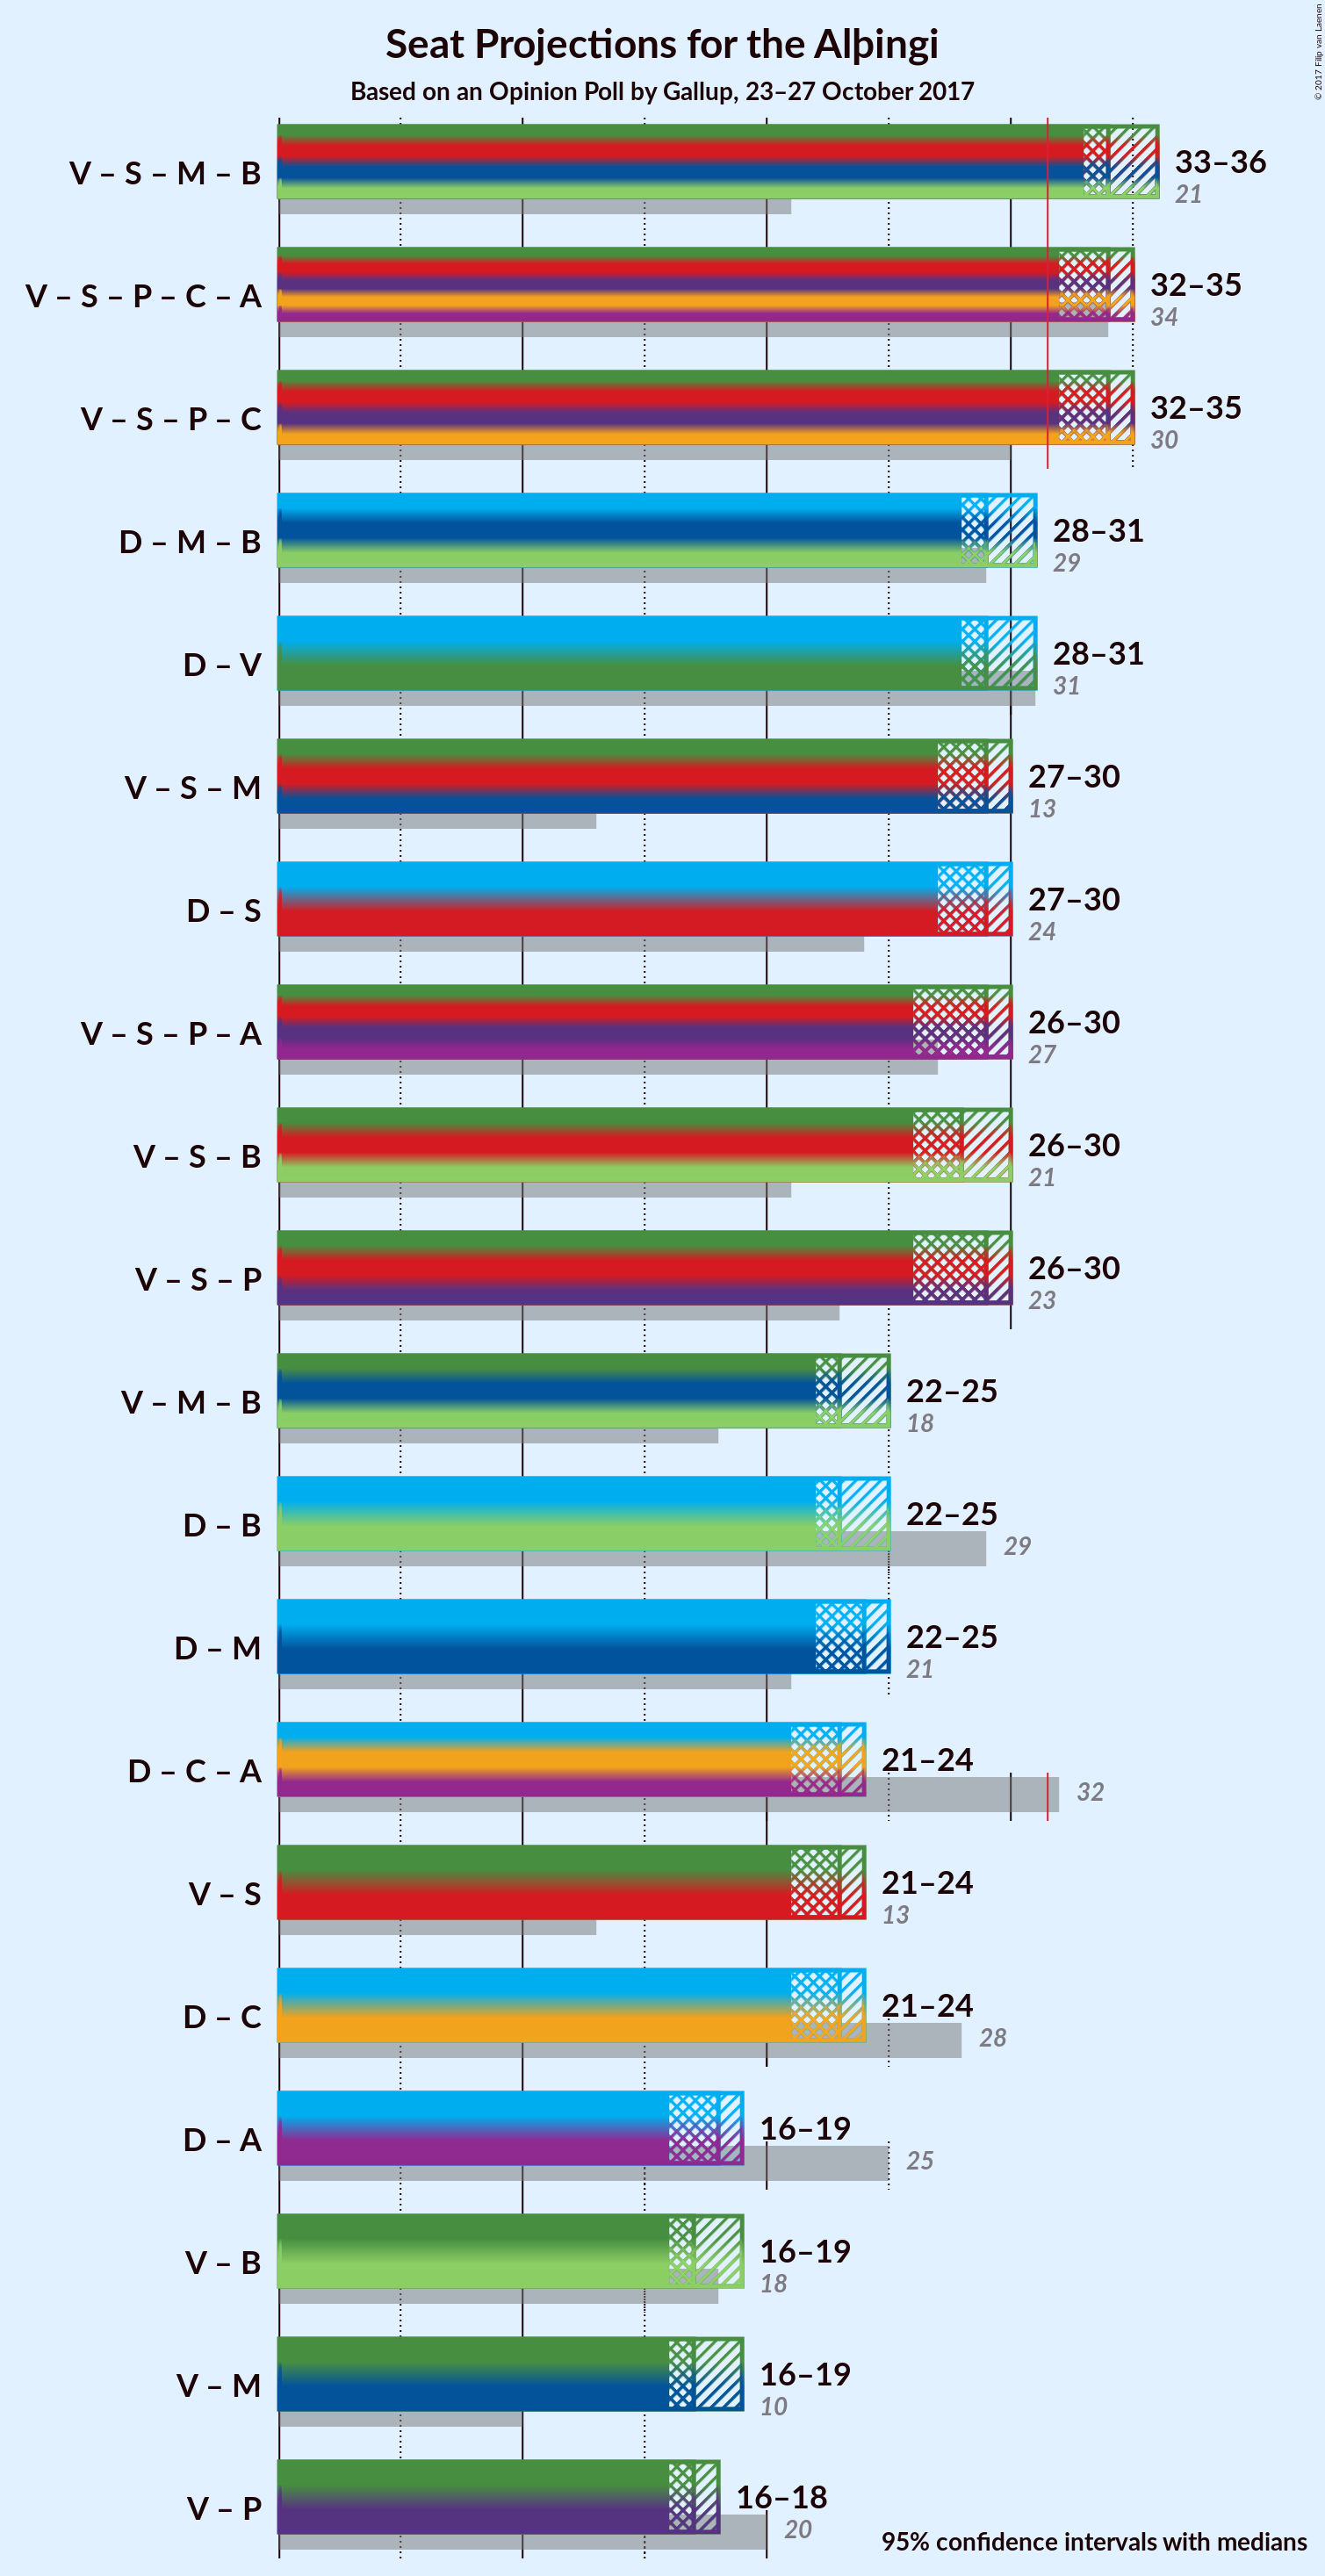 Seat Projections for the Alþingi
Based on an Opinion Poll by Gallup, 23–27 October 2017
© 2017 Filip van Laenen
V – S – M – B
33–36
21
V – S – P – C – A
32–35
34
V – S – P – C
32–35
30
D – M – B
28–31
29
D – V
28–31
31
V – S – M
27–30
13
D – S
27–30
24
V – S – P – A
26–30
27
V – S – B
26–30
21
V – S – P
26–30
23
V – M – B
22–25
18
D – B
22–25
29
D – M
22–25
21
D – C – A
21–24
32
V – S
21–24
13
D – C
21–24
28
D – A
16–19
25
V – B
16–19
18
V – M
16–19
10
V – P
16–18
20
95% confidence intervals with medians